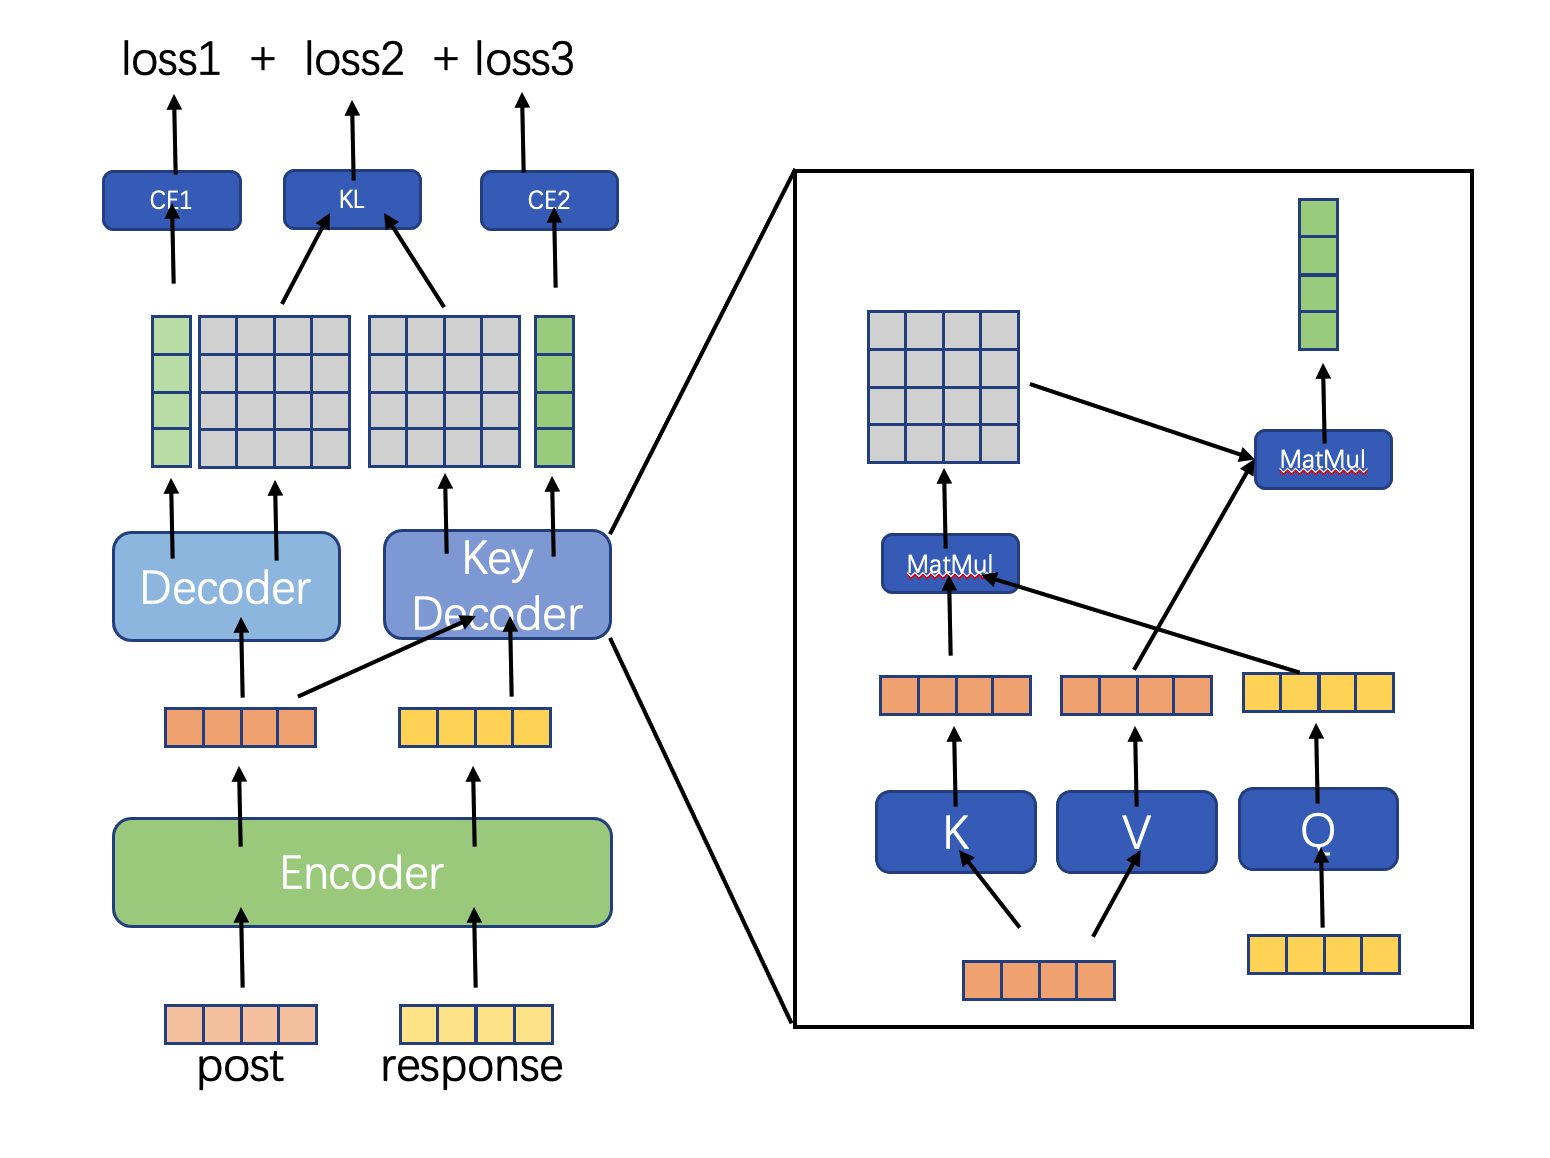 loss1 + loss2 + loss3
CE1
KL
CE2
Key
Decoder
Decoder
Encoder
post
response
MatMul
MatMul
K
V
Q